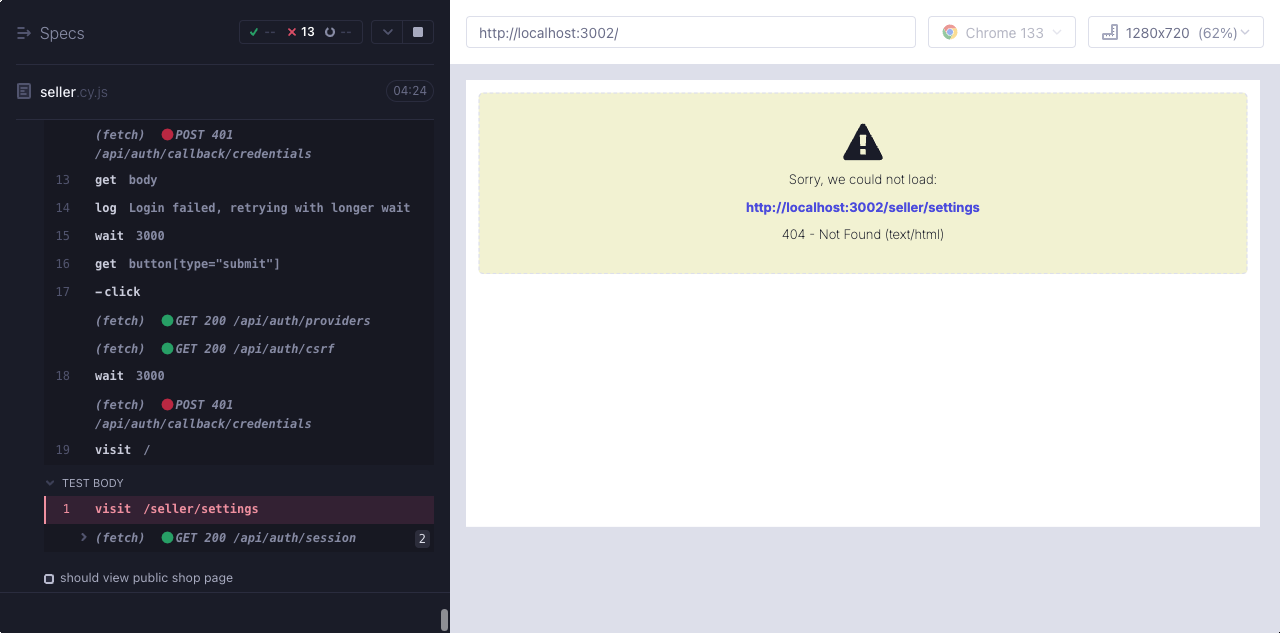 Specs
-- 13 --
seller.cy.js 04:24
(fetch) POST 401
/api/auth/callback/credentials
13 get body
14 log Login failed, retrying with longer wait
15 wait 3000
16 get button[type="submit"]
17 -click
(fetch) GET 200 /api/auth/providers
(fetch) GET 200 /api/auth/csrf
18 wait 3000
(fetch) POST 401
/api/auth/callback/credentials
19 visit /
TEST BODY
1 visit /seller/settings
(fetch) GET 200 /api/auth/session 2
should view public shop page
http://localhost:3002/
Chrome 133
1280x720 (62%)
Sorry, we could not load:
http://localhost:3002/seller/settings
404 - Not Found (text/html)